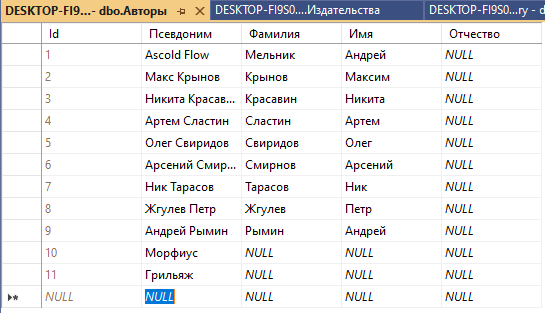 DESKTOP-FI9S...- dbo.Авторы DESKTOP-FI9S0....Издательства DESKTOP-FI9S0...ry - d
Id Псевдоним Фамилия Имя Отчество
1 Ascold Flow Мельник Андрей NULL
2 Макс Крынов Крынов Максим NULL
3 Никита Красав... Красавин Никита NULL
4 Артем Сластин Сластин Артем NULL
5 Олег Свиридов Свиридов Олег NULL
6 Арсений Смир... Смирнов Арсений NULL
7 Ник Тарасов Тарасов Ник NULL
8 Жгулев Петр Жгулев Петр NULL
9 Андрей Рымин Рымин Андрей NULL
10 Морфиус NULL NULL NULL
11 Грильяж NULL NULL NULL
NULL NULL NULL NULL NULL